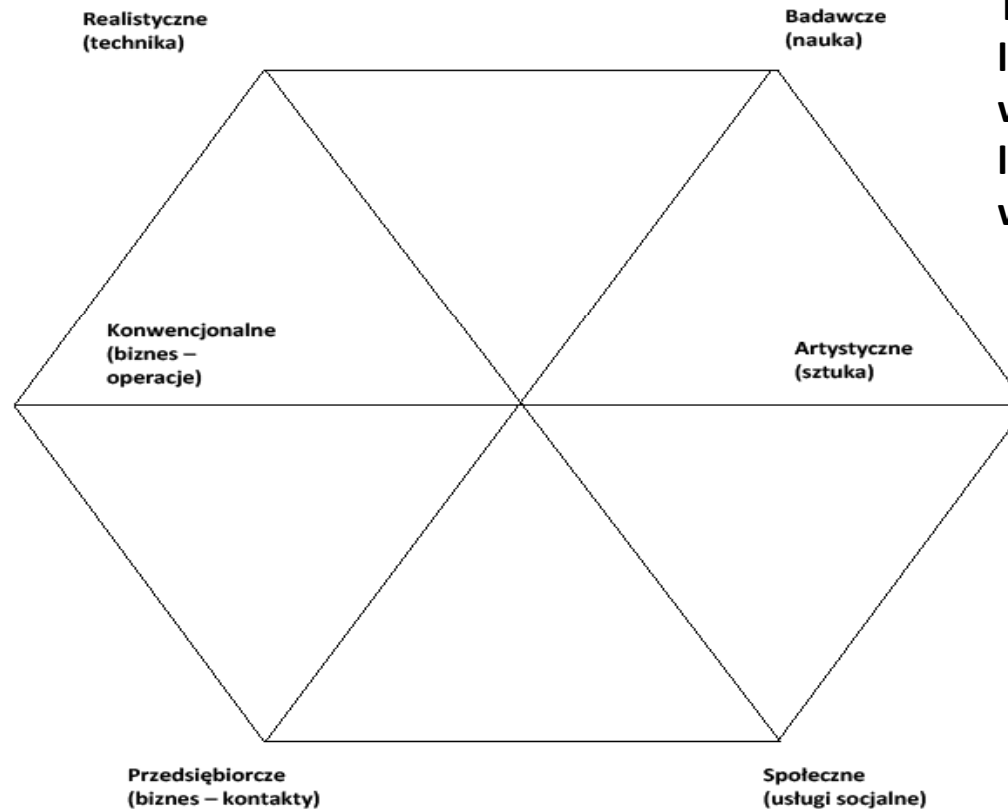 Realistyczne
(technika)
Badawcze
(nauka)
Konwencjonalne
(biznes –
operacje)
Artystyczne
(sztuka)
Przedsiębiorcze
(biznes – kontakty)
Społeczne
(usługi socjalne)